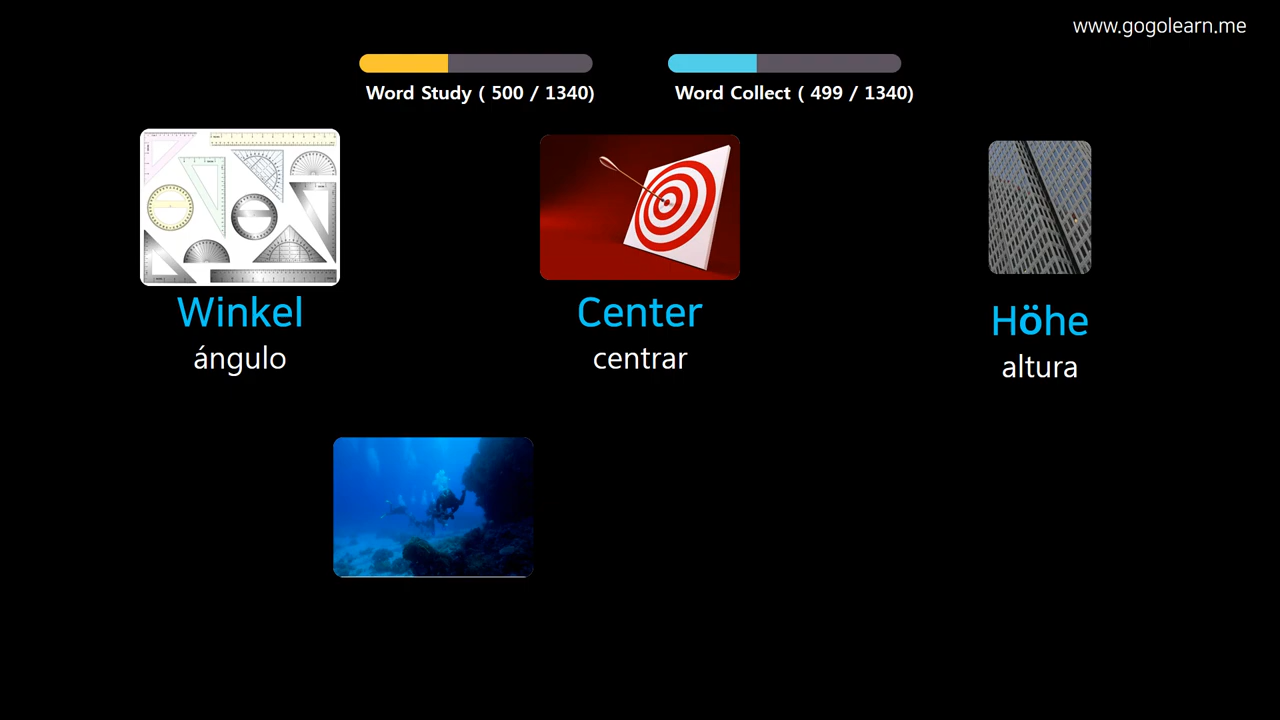 www.gogolearn.me
Word Study ( 500 / 1340)
Word Collect ( 499 / 1340)
Winkel
ángulo
Center
centrar
Höhe
altura